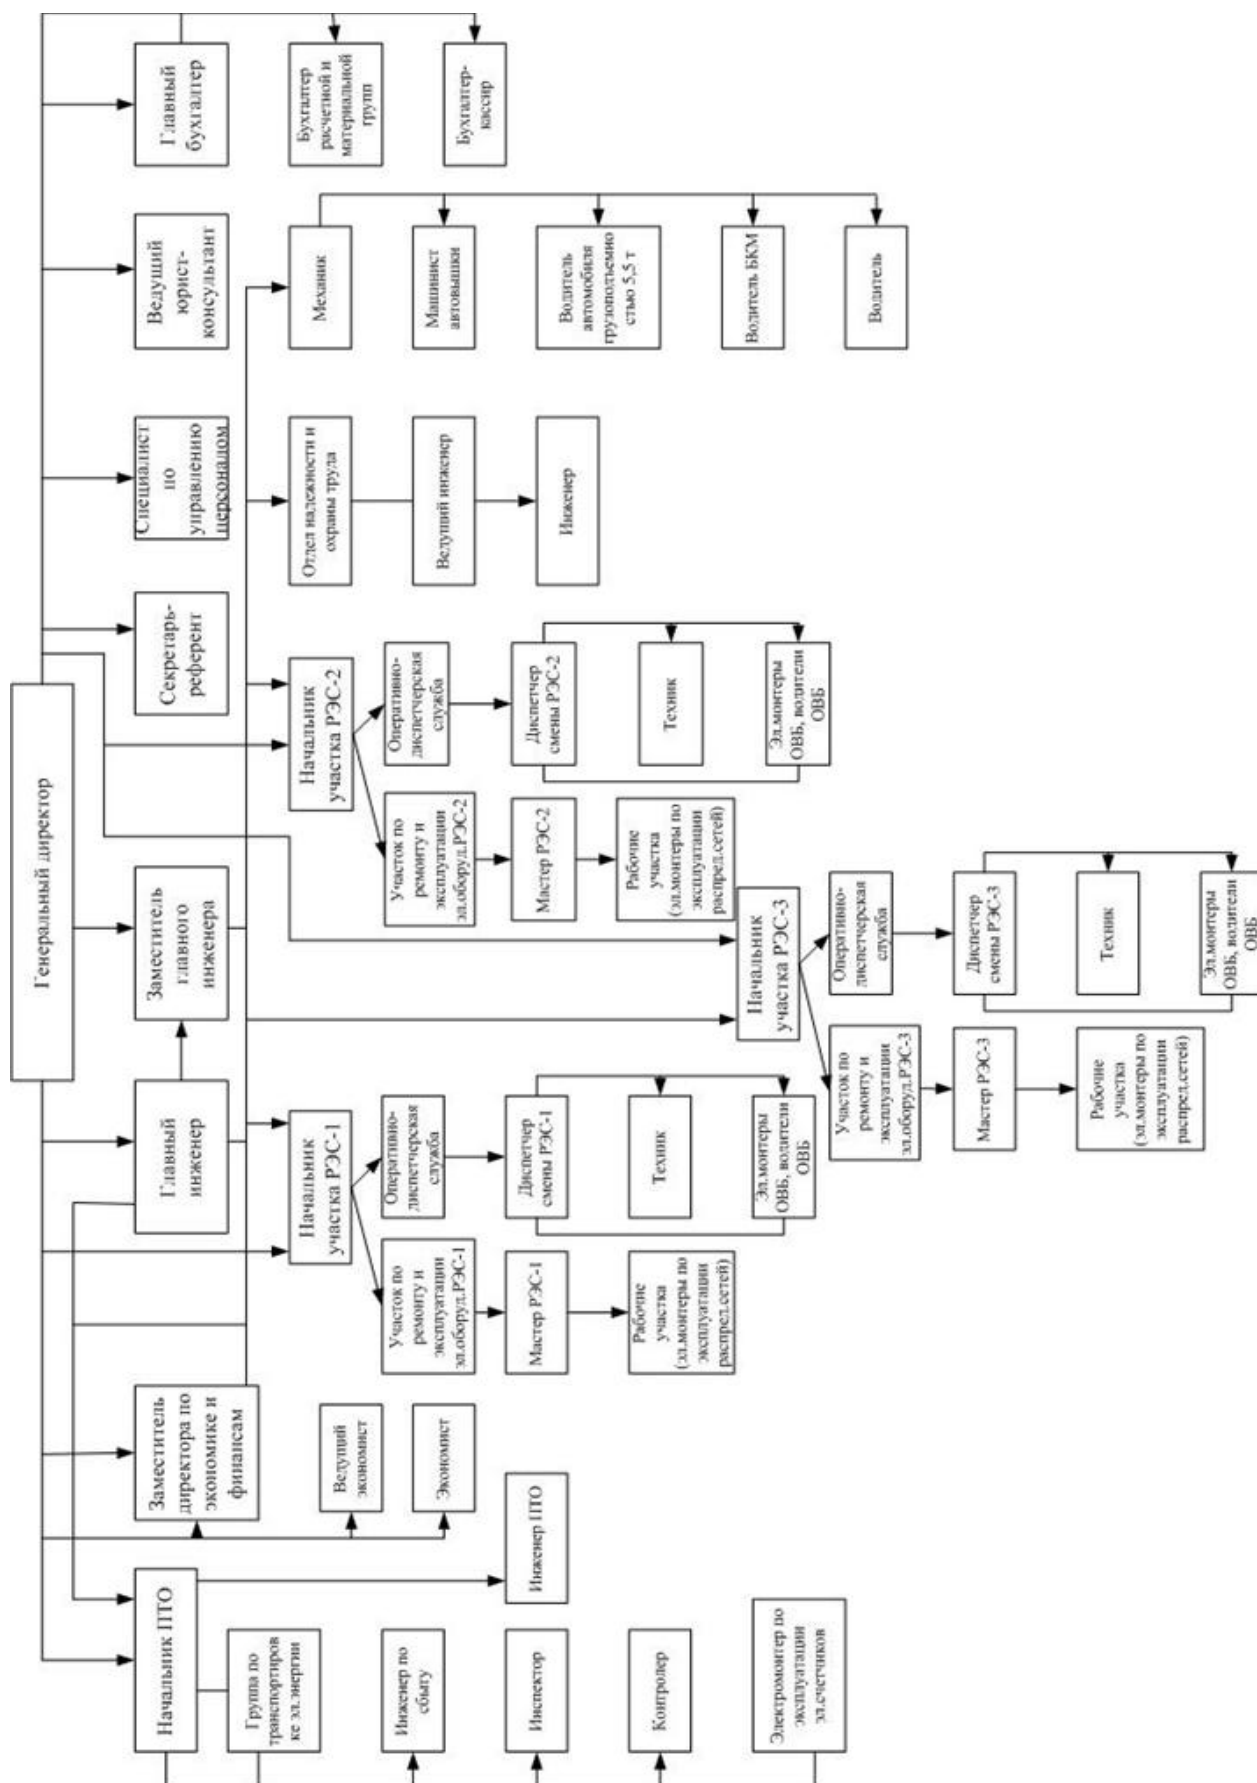 Генеральный директор
Начальник ПТО
Заместитель
директора по
экономике и
финансам
Главный
инженер
Заместитель
главного
инженера
Секретарь-
референт
Специалист
по
управлению
персоналом
Ведущий
юрист-
консультант
Главный
бухгалтер
Группа по
транспортиров
ке эл.энергии
Ведущий
экономист
Начальник
участка РЭС-1
Начальник
участка РЭС-2
Отдел надежности и
охраны труда
Механик
Бухгалтер
расчетной и
материальной
групп
Инженер по
сбыту
Экономист
Участок по
ремонту и
эксплуатации
эл.оборуд.РЭС-1
Оперативно-
диспетчерская
служба
Участок по
ремонту и
эксплуатации
эл.оборуд.РЭС-2
Оперативно-
диспетчерская
служба
Ведущий инженер
Машинист
автовышки
Бухгалтер-
кассир
Инспектор
Инженер ПТО
Мастер РЭС-1
Диспетчер
смены РЭС-1
Мастер РЭС-2
Диспетчер
смены РЭС-2
Инженер
Водитель
автомобиля
грузоподъемно
стью 5,5 т
Контролер
Рабочие
участка
(эл.монтеры по
эксплуатации
распред.сетей)
Техник
Рабочие
участка
(эл.монтеры по
эксплуатации
распред.сетей)
Техник
Водитель БКМ
Электромонтер по
эксплуатации
эл.счетчиков
Эл.монтеры
ОВБ, водители
ОВБ
Начальник
участка РЭС-3
Эл.монтеры
ОВБ, водители
ОВБ
Водитель
Участок по
ремонту и
эксплуатации
эл.оборуд.РЭС-3
Оперативно-
диспетчерская
служба
Мастер РЭС-3
Диспетчер
смены РЭС-3
Рабочие
участка
(эл.монтеры по
эксплуатации
распред.сетей)
Техник
Эл.монтеры
ОВБ, водители
ОВБ